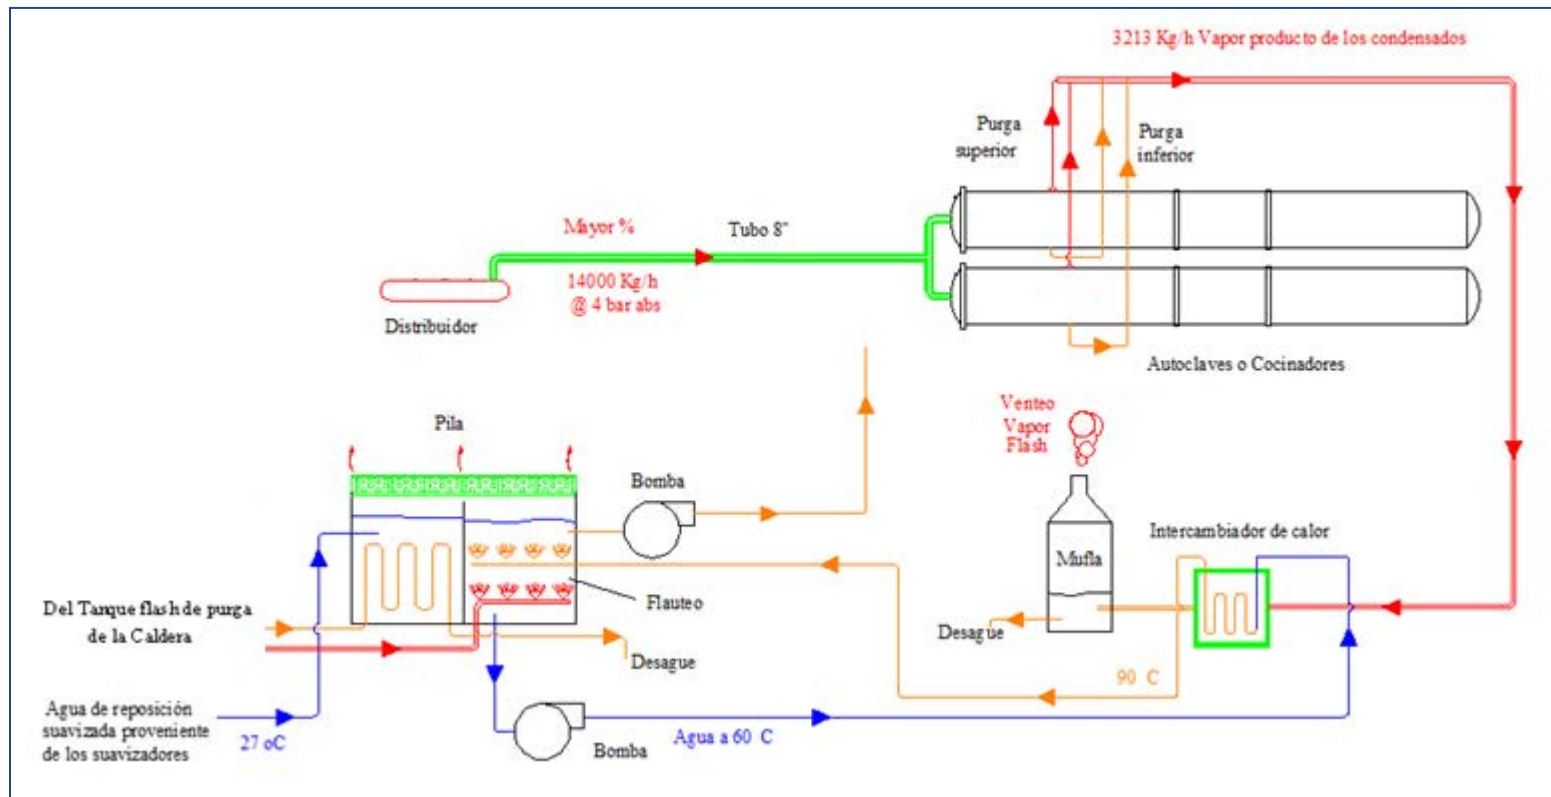 3213 Kg/h Vapor producto de los condensados
Purga
superior
Purga
inferior
Mayor %
Tubo 8"
14000 Kg/h
@ 4 bar abs
Distribuidor
Autoclaves o Cocinadores
Venteo
Vapor
Flash
Pila
Bomba
Intercambiador de calor
Mufla
Flauteo
Del Tanque flash de purga
de la Caldera
Desague
Desague
90 C
Agua de reposición
suavizada proveniente
de los suavizadores
27 oC
Agua a 60 C
Bomba